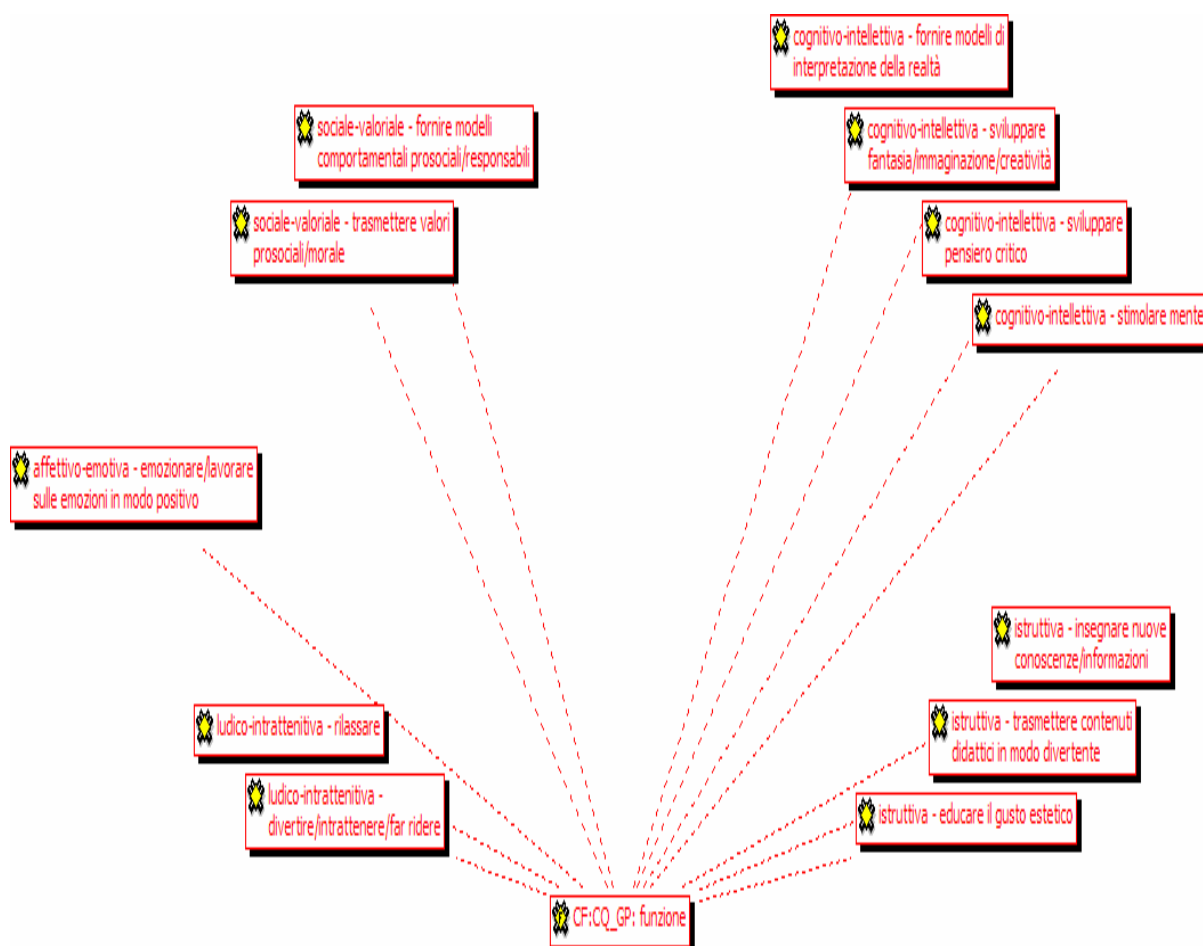 cognitivo-intellettiva - fornire modelli di
interpretazione della realtà
sociale-valoriale - fornire modelli
comportamentali prosociali/responsabili
cognitivo-intellettiva - sviluppare
fantasia/immaginazione/creatività
sociale-valoriale - trasmettere valori
prosociali/morale
cognitivo-intellettiva - sviluppare
pensiero critico
cognitivo-intellettiva - stimolare mente
affettivo-emotiva - emozionare/lavorare
sulle emozioni in modo positivo
istruttiva - insegnare nuove
conoscenze/informazioni
ludico-intrattenitiva - rilassare
istruttiva - trasmettere contenuti
didattici in modo divertente
ludico-intrattenitiva -
divertire/intrattenere/far ridere
istruttiva - educare il gusto estetico
CF:CQ_GP: funzione